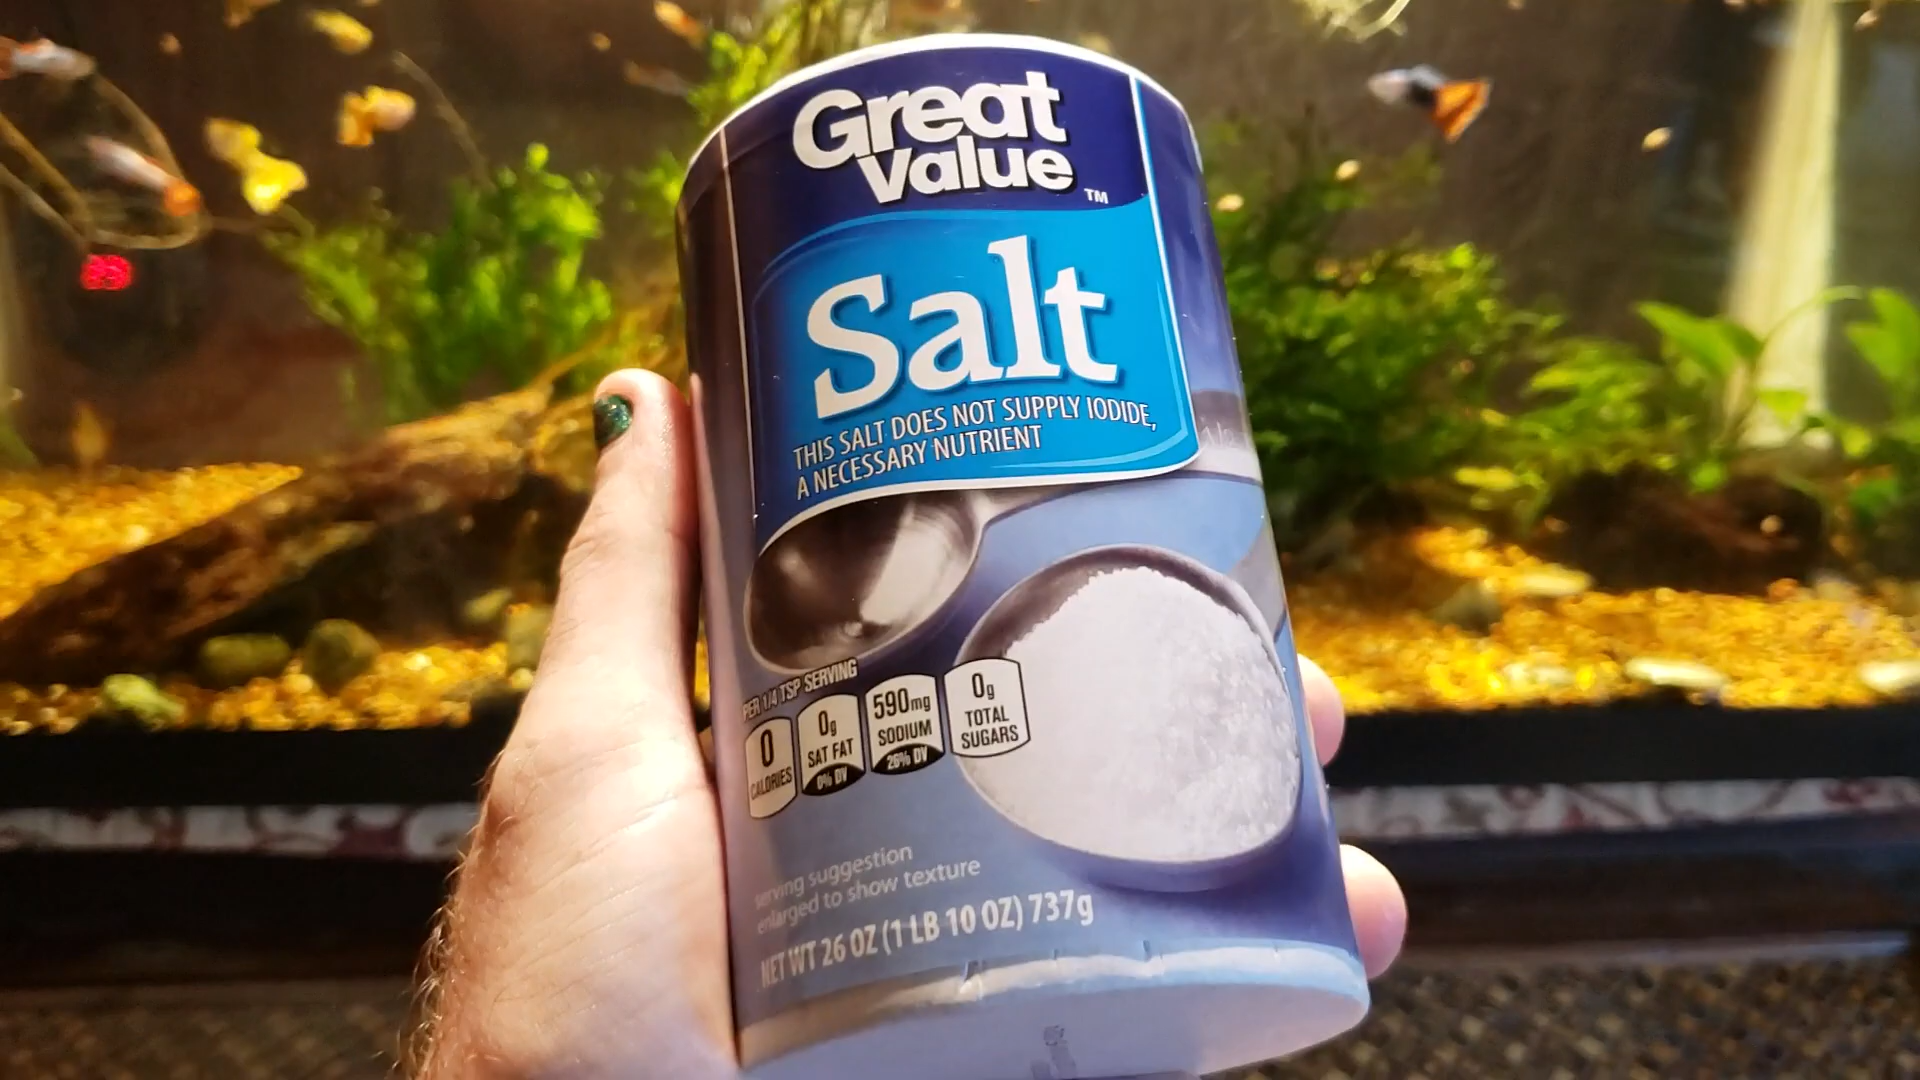 Great
Value™
Salt
THIS SALT DOES NOT SUPPLY IODIDE,
A NECESSARY NUTRIENT
PER 1/4 TSP SERVING
0
CALORIES
0g
SAT FAT
0% DV
590mg
SODIUM
26% DV
0g
TOTAL
SUGARS
serving suggestion
enlarged to show texture
NET WT 26 OZ (1 LB 10 OZ) 737g